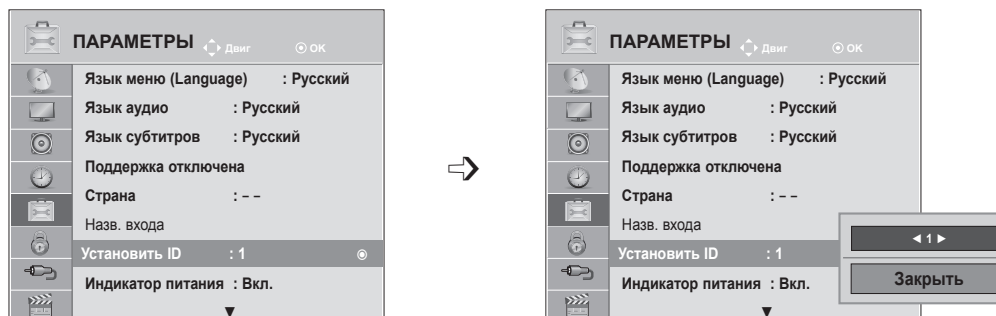 ПАРАМЕТРЫ Двиг ОК
Язык меню (Language) : Русский
Язык аудио : Русский
Язык субтитров : Русский
Поддержка отключена
Страна : – –
Назв. входа
Установить ID : 1
Индикатор питания : Вкл.
ПАРАМЕТРЫ Двиг ОК
Язык меню (Language) : Русский
Язык аудио : Русский
Язык субтитров : Русский
Поддержка отключена
Страна : – –
Назв. входа
Установить ID : 1
Индикатор питания : Вкл.
◄ 1 ►
Закрыть